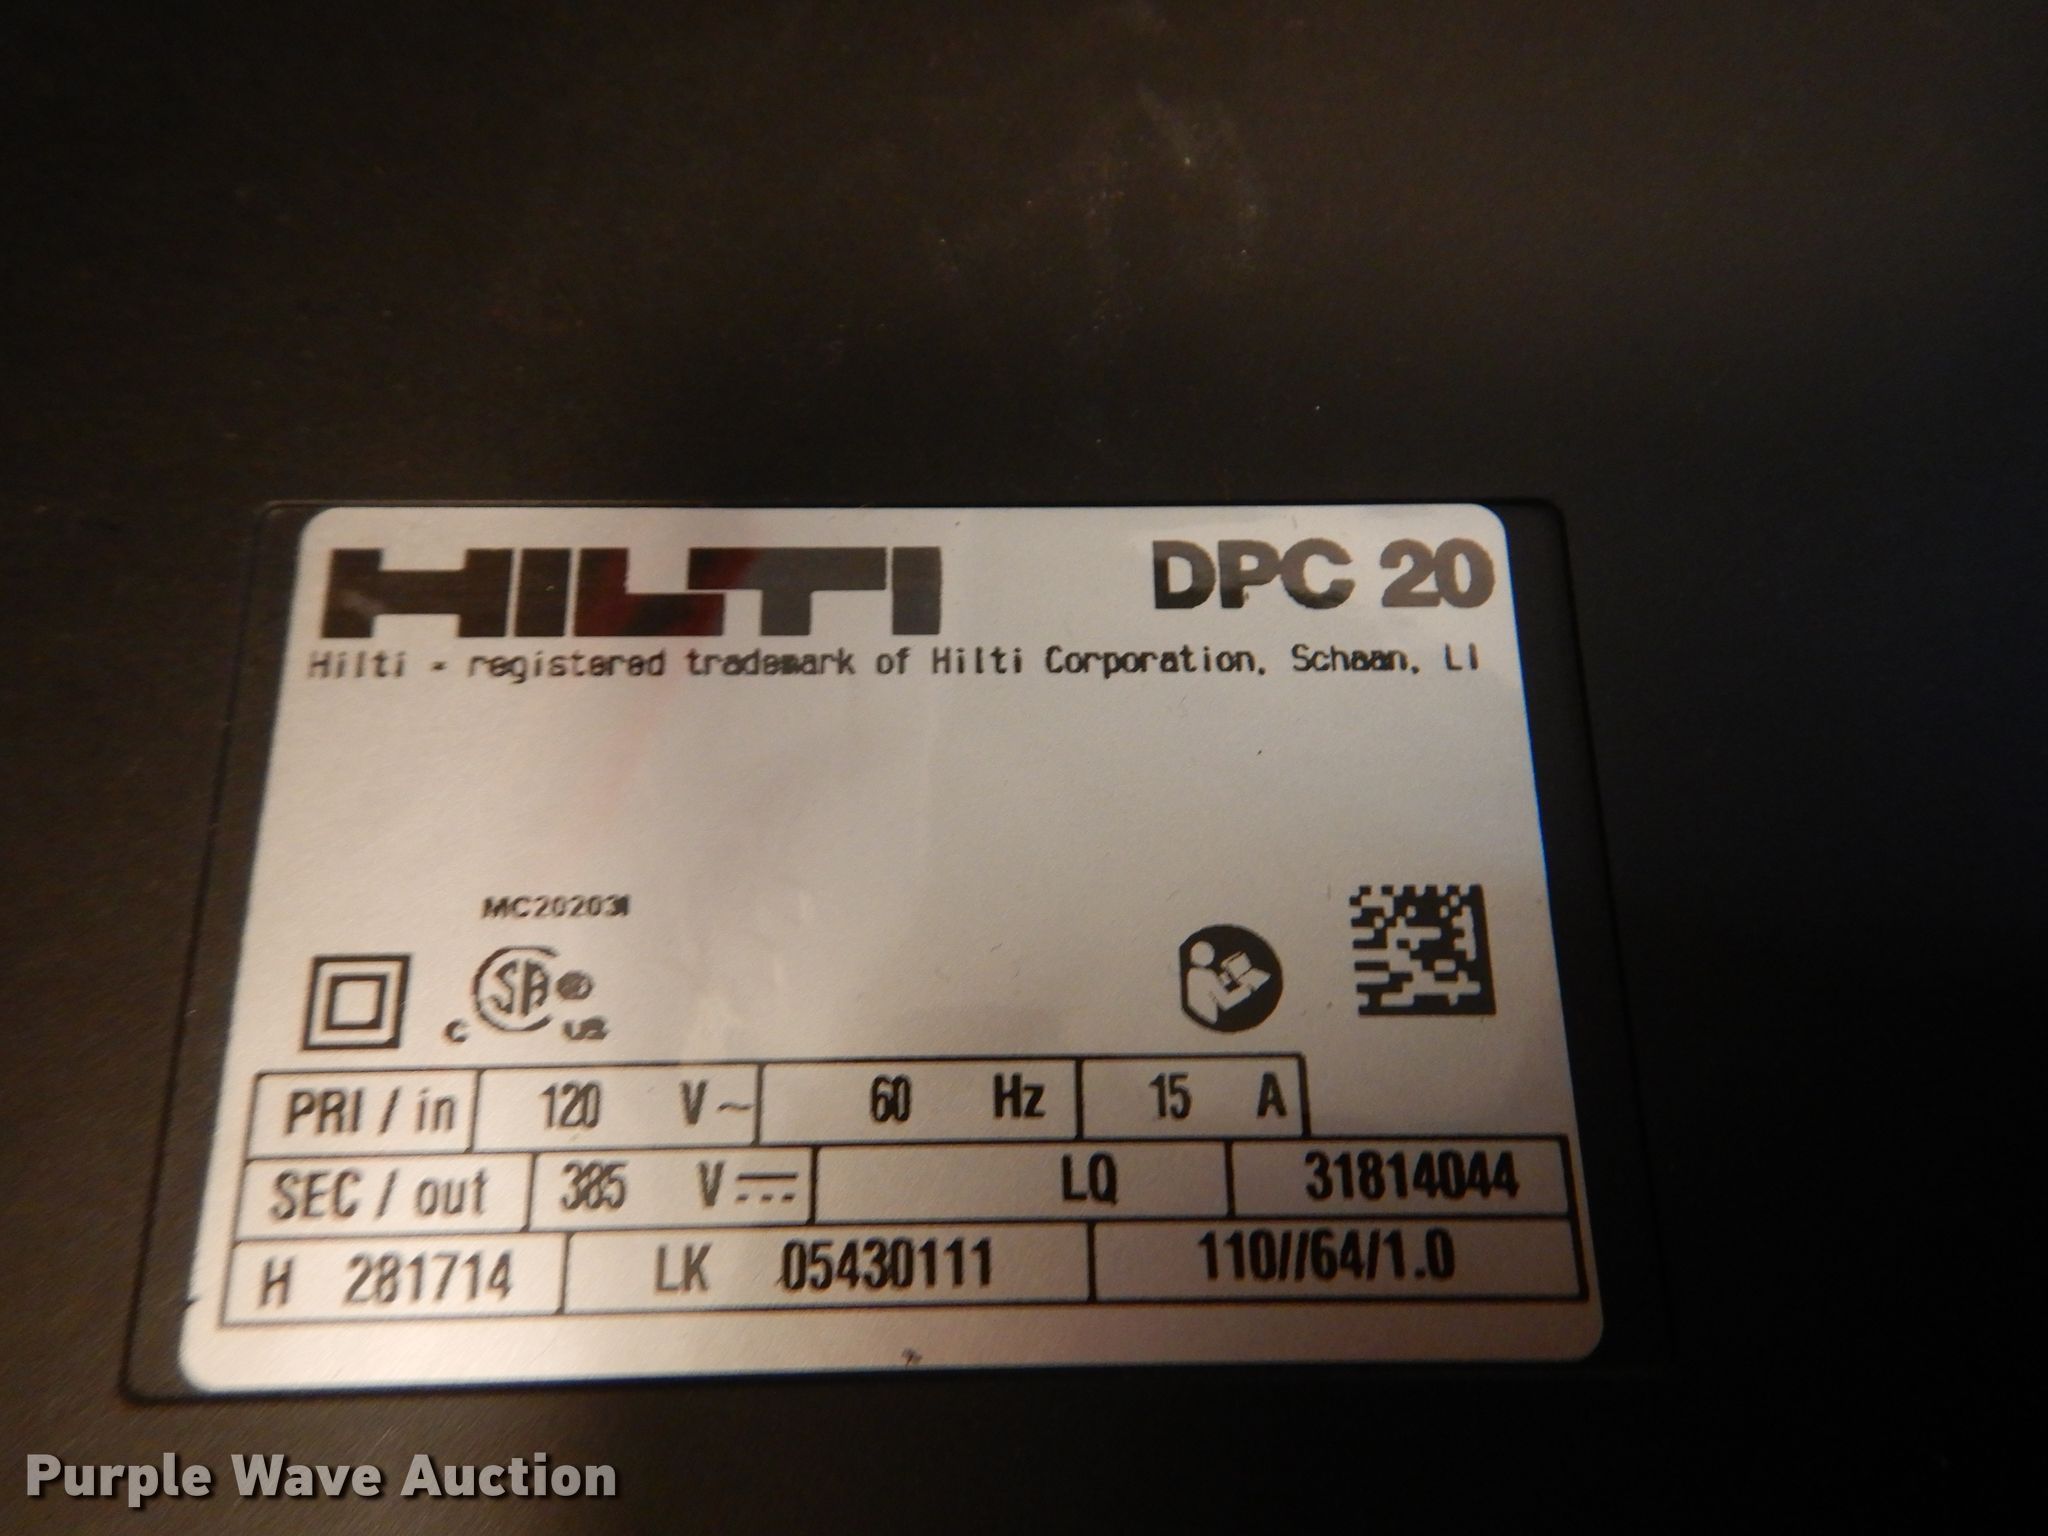 HILTI DPC 20
Hilti = registered trademark of Hilti Corporation, Schaan, LI
MC202031
C SA US
PRI / in 120 V~ 60 Hz 15 A
SEC / out 385 V LQ 31814044
H 281714 LK 05430111 110//64/1.0
Purple Wave Auction